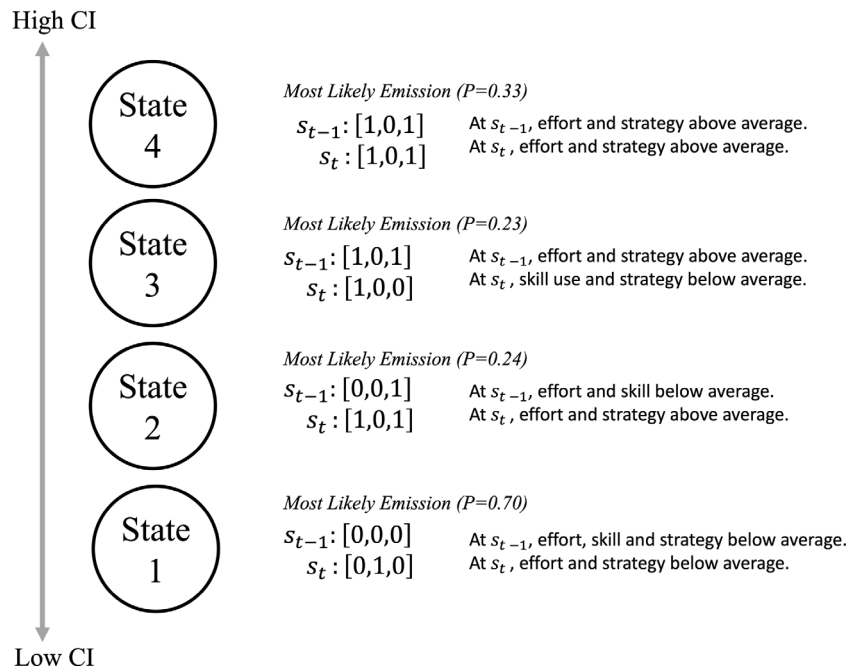 High CI
State
4
Most Likely Emission (P=0.33)
s_{t−1}: [1,0,1]
At s_{t−1}, effort and strategy above average.
s_t : [1,0,1]
At s_t , effort and strategy above average.
State
3
Most Likely Emission (P=0.23)
s_{t−1}: [1,0,1]
At s_{t−1}, effort and strategy above average.
s_t : [1,0,0]
At s_t , skill use and strategy below average.
State
2
Most Likely Emission (P=0.24)
s_{t−1}: [0,0,1]
At s_{t−1}, effort and skill below average.
s_t : [1,0,1]
At s_t , effort and strategy above average.
State
1
Most Likely Emission (P=0.70)
s_{t−1}: [0,0,0]
At s_{t−1}, effort, skill and strategy below average.
s_t : [0,1,0]
At s_t , effort and strategy below average.
Low CI